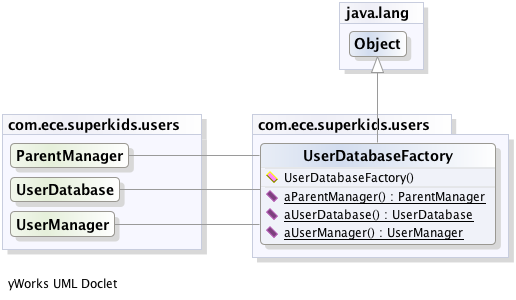 java.lang
Object
com.ece.superkids.users
ParentManager
UserDatabase
UserManager
com.ece.superkids.users
UserDatabaseFactory
UserDatabaseFactory()
aParentManager() : ParentManager
aUserDatabase() : UserDatabase
aUserManager() : UserManager
yWorks UML Doclet